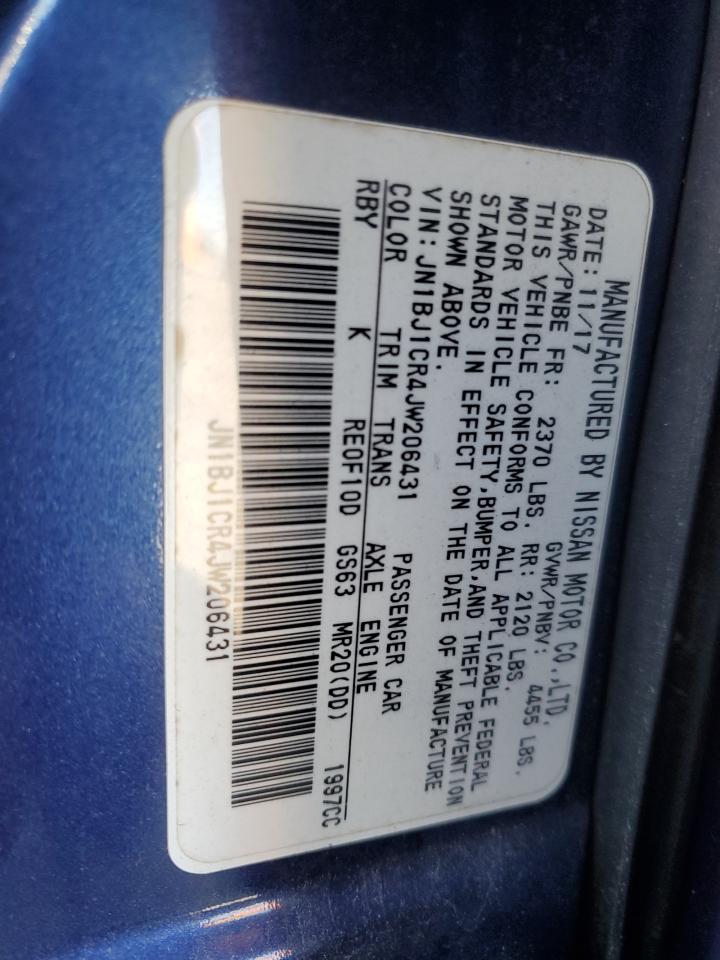 MANUFACTURED BY NISSAN MOTOR CO.,LTD.
DATE: 11/17 GVWR/PNBV: 4455 LBS.
GAWR/PNBE FR: 2370 LBS. RR: 2120 LBS.
THIS VEHICLE CONFORMS TO ALL APPLICABLE FEDERAL
MOTOR VEHICLE SAFETY,BUMPER,AND THEFT PREVENTION
STANDARDS IN EFFECT ON THE DATE OF MANUFACTURE
SHOWN ABOVE.
VIN: JN1BJ1CR4JW206431 PASSENGER CAR
COLOR TRIM TRANS AXLE ENGINE
RBY K RE0F10D GS63 MR20(DD) 1997CC
JN1BJ1CR4JW206431